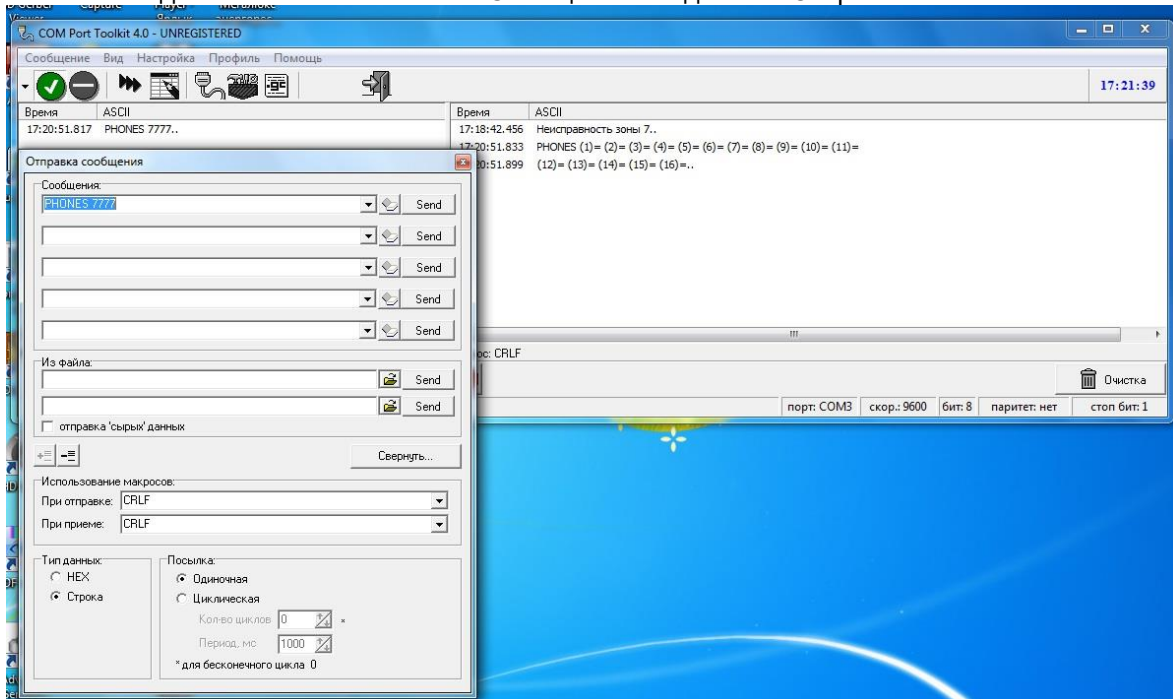 COM Port Toolkit 4.0 - UNREGISTERED
Сообщение Вид Настройка Профиль Помощь
17:21:39
Время ASCII
17:20:51.817 PHONES 7777..
Время ASCII
17:18:42.456 Неисправность зоны 7..
17:20:51.833 PHONES (1)= (2)= (3)= (4)= (5)= (6)= (7)= (8)= (9)= (10)= (11)=
20:51.899 (12)= (13)= (14)= (15)= (16)=..
Отправка сообщения
Сообщения:
PHONES 7777 Send
Send
Send
Send
Send
Из файла:
Send
Send
отправка 'сырых' данных
Свернуть...
Использование макросов:
При отправке: CRLF
При приеме: CRLF
Тип данных:
HEX
Строка
Посылка:
Одиночная
Циклическая
Кол-во циклов 0 *
Период, мс 1000
* для бесконечного цикла 0
ос: CRLF
Очистка
порт: COM3 скор.: 9600 бит: 8 паритет: нет стоп бит: 1